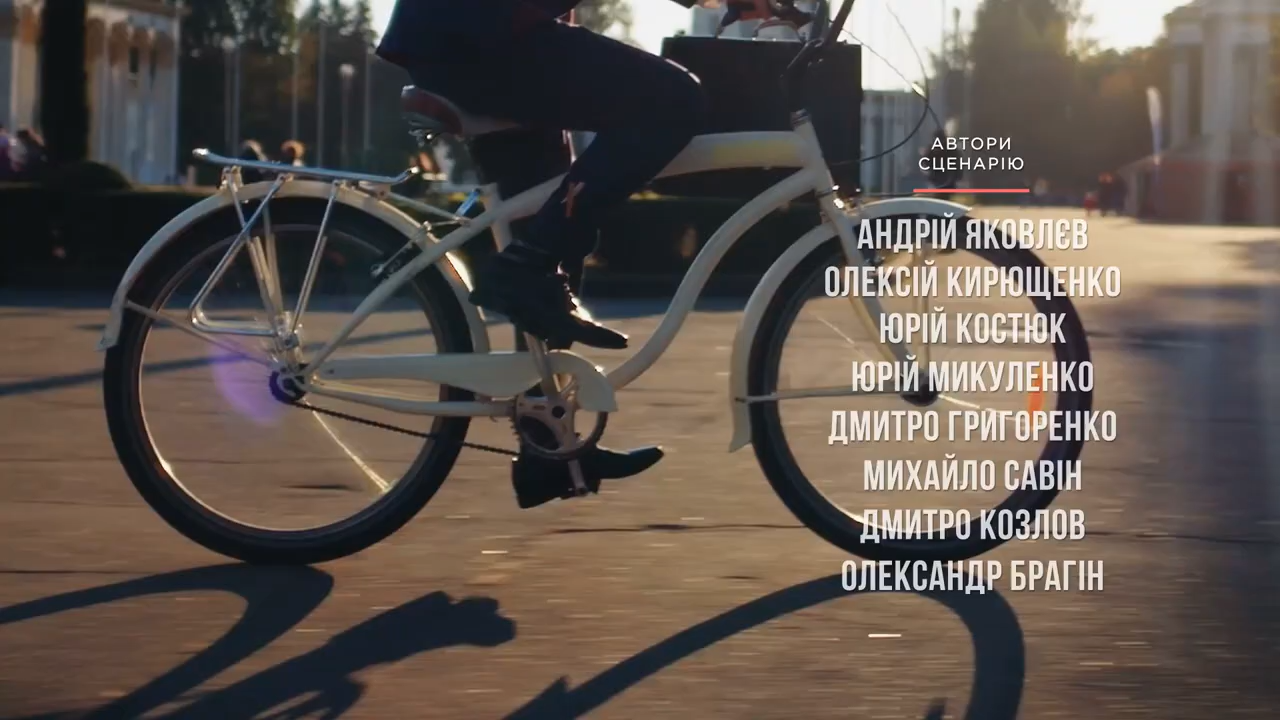 АВТОРИ
СЦЕНАРІЮ
АНДРІЙ ЯКОВЛЄВ
ОЛЕКСІЙ КИРЮЩЕНКО
ЮРІЙ КОСТЮК
ЮРІЙ МИКУЛЕНКО
ДМИТРО ГРИГОРЕНКО
МИХАЙЛО САВІН
ДМИТРО КОЗЛОВ
ОЛЕКСАНДР БРАГІН